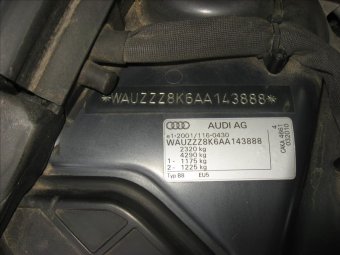 *WAUZZZ8K6AA143888*
AUDI AG
e1*2001/116*0430
WAUZZZ8K6AA143888
2320 kg
4290 kg
1- 1175 kg
2- 1225 kg
Typ B8 EU5